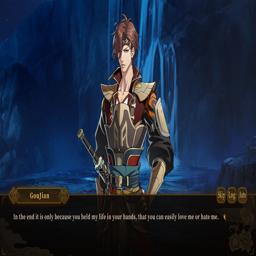 GouJian
Skip Log Auto
In the end it is only because you held my life in your hands, that you can easily love me or hate me.